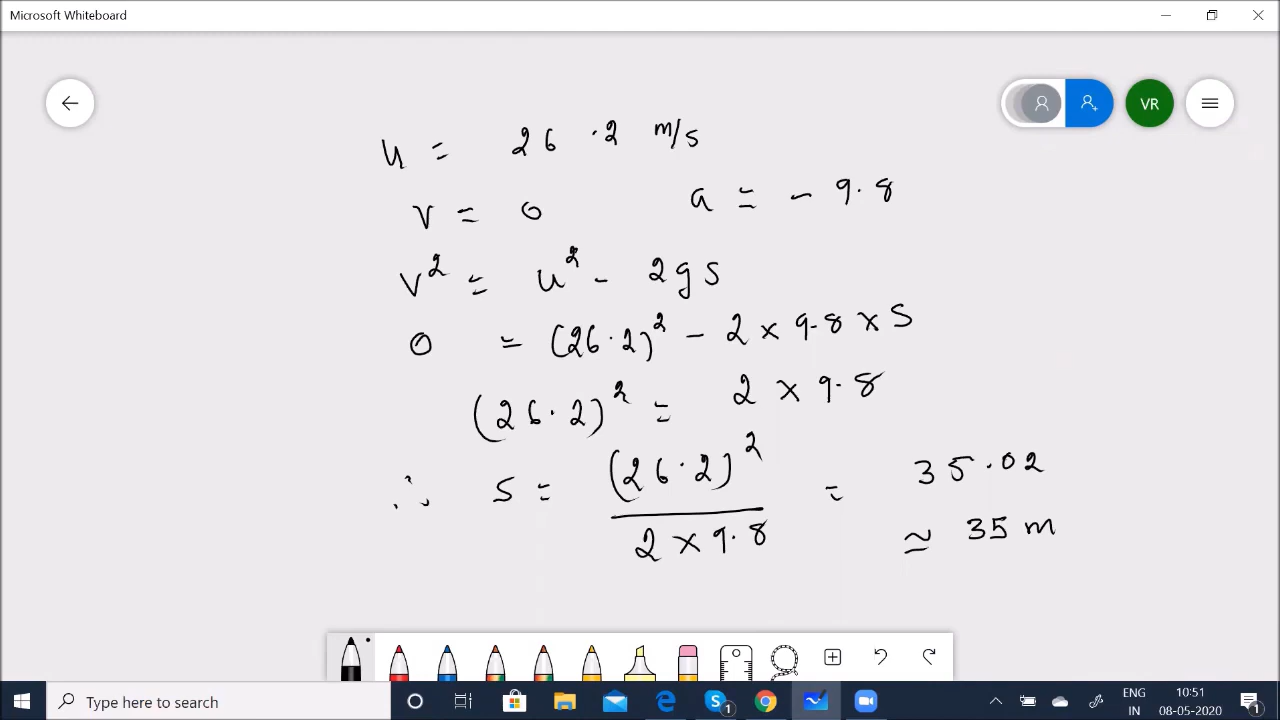 Microsoft Whiteboard
VR
u = 26.2 m/s
v = 0 a = - 9.8
v² = u² - 2gs
0 = (26.2)² - 2 × 9.8 × S
(26.2)² = 2 × 9.8
∴ S = (26.2)² / 2 × 9.8 = 35.02
≈ 35 m
Type here to search
1
ENG
IN
10:51
08-05-2020
1